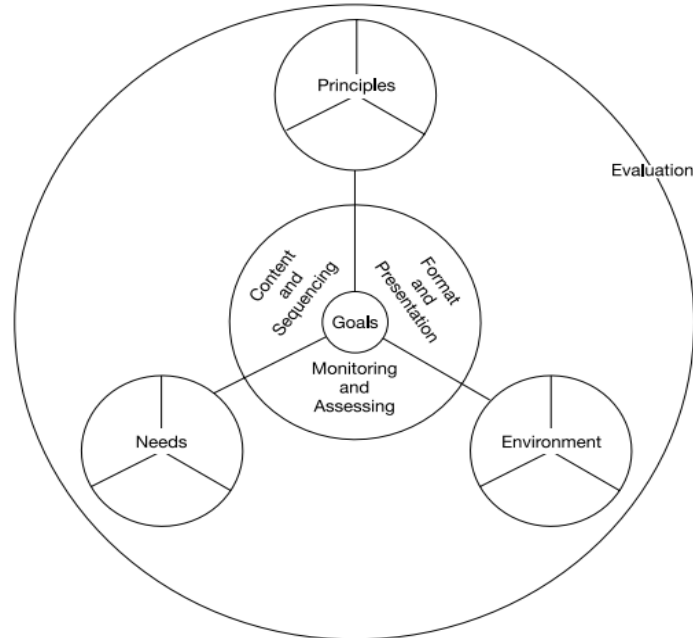 Principles
Evaluation
Content
and
Sequencing
Format
and
Presentation
Goals
Monitoring
and
Assessing
Needs
Environment